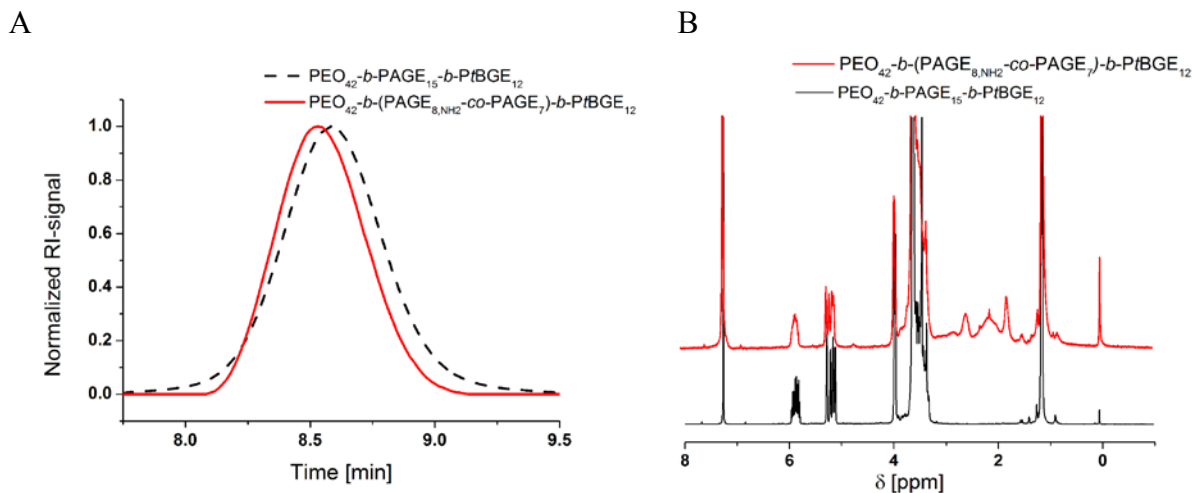 A
PEO₄₂-b-PAGE₁₅-b-PtBGE₁₂
PEO₄₂-b-(PAGE₈,NH2-co-PAGE₇)-b-PtBGE₁₂
1.0
0.8
0.6
0.4
0.2
0.0
Normalized RI-signal
8.0 8.5 9.0 9.5
Time [min]
B
PEO₄₂-b-(PAGE₈,NH2-co-PAGE₇)-b-PtBGE₁₂
PEO₄₂-b-PAGE₁₅-b-PtBGE₁₂
8 6 4 2 0
δ [ppm]